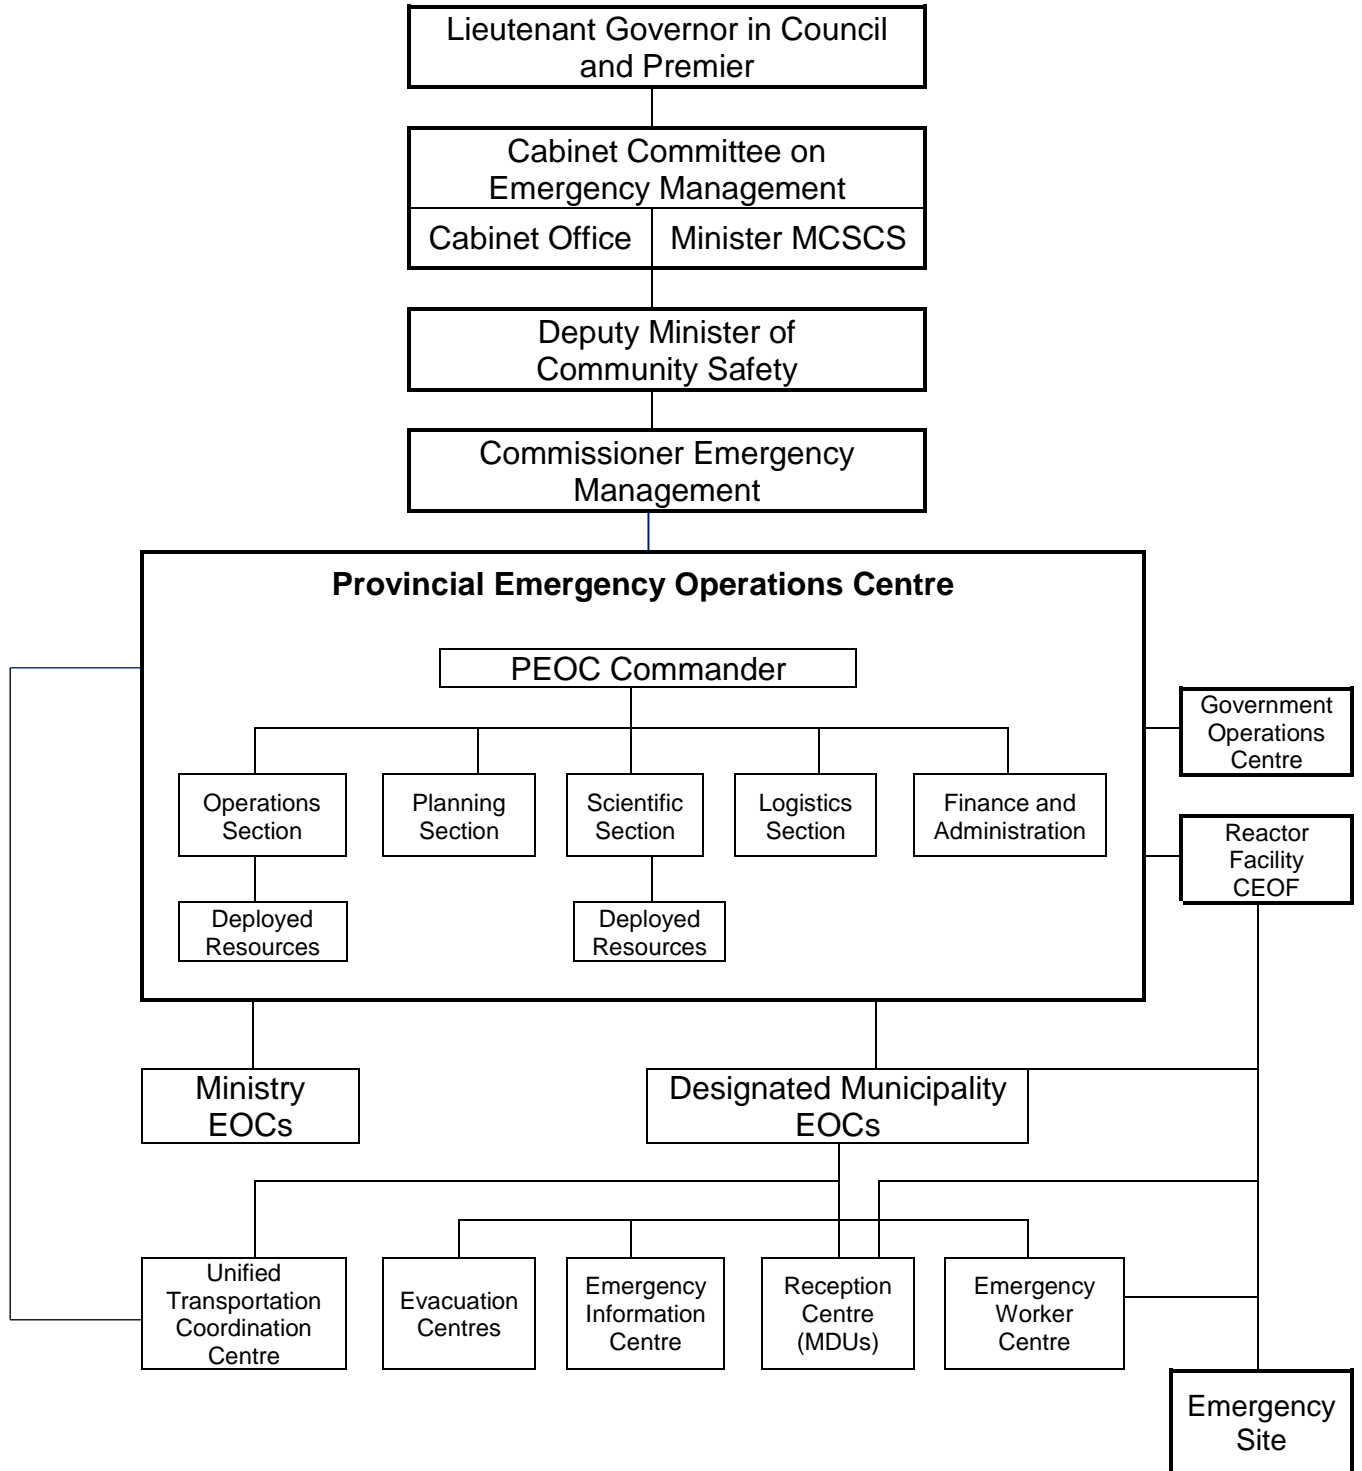 Lieutenant Governor in Council
and Premier
Cabinet Committee on
Emergency Management
Cabinet Office
Minister MCSCS
Deputy Minister of
Community Safety
Commissioner Emergency
Management
Provincial Emergency Operations Centre
PEOC Commander
Operations
Section
Planning
Section
Scientific
Section
Logistics
Section
Finance and
Administration
Deployed
Resources
Deployed
Resources
Government
Operations
Centre
Reactor
Facility
CEOF
Ministry
EOCs
Designated Municipality
EOCs
Unified
Transportation
Coordination
Centre
Evacuation
Centres
Emergency
Information
Centre
Reception
Centre
(MDUs)
Emergency
Worker
Centre
Emergency
Site